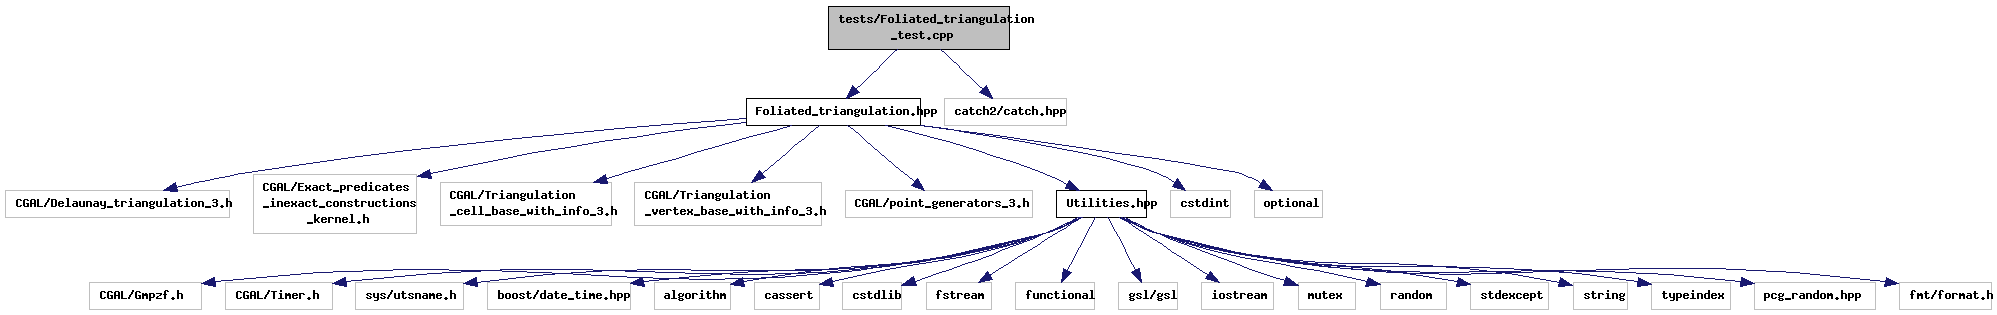 tests/Foliated_triangulation
_test.cpp
Foliated_triangulation.hpp
catch2/catch.hpp
CGAL/Delaunay_triangulation_3.h
CGAL/Exact_predicates
_inexact_constructions
_kernel.h
CGAL/Triangulation
_cell_base_with_info_3.h
CGAL/Triangulation
_vertex_base_with_info_3.h
CGAL/point_generators_3.h
Utilities.hpp
cstdint
optional
CGAL/Gmpzf.h
CGAL/Timer.h
sys/utsname.h
boost/date_time.hpp
algorithm
cassert
cstdlib
fstream
functional
gsl/gsl
iostream
mutex
random
stdexcept
string
typeindex
pcg_random.hpp
fmt/format.h